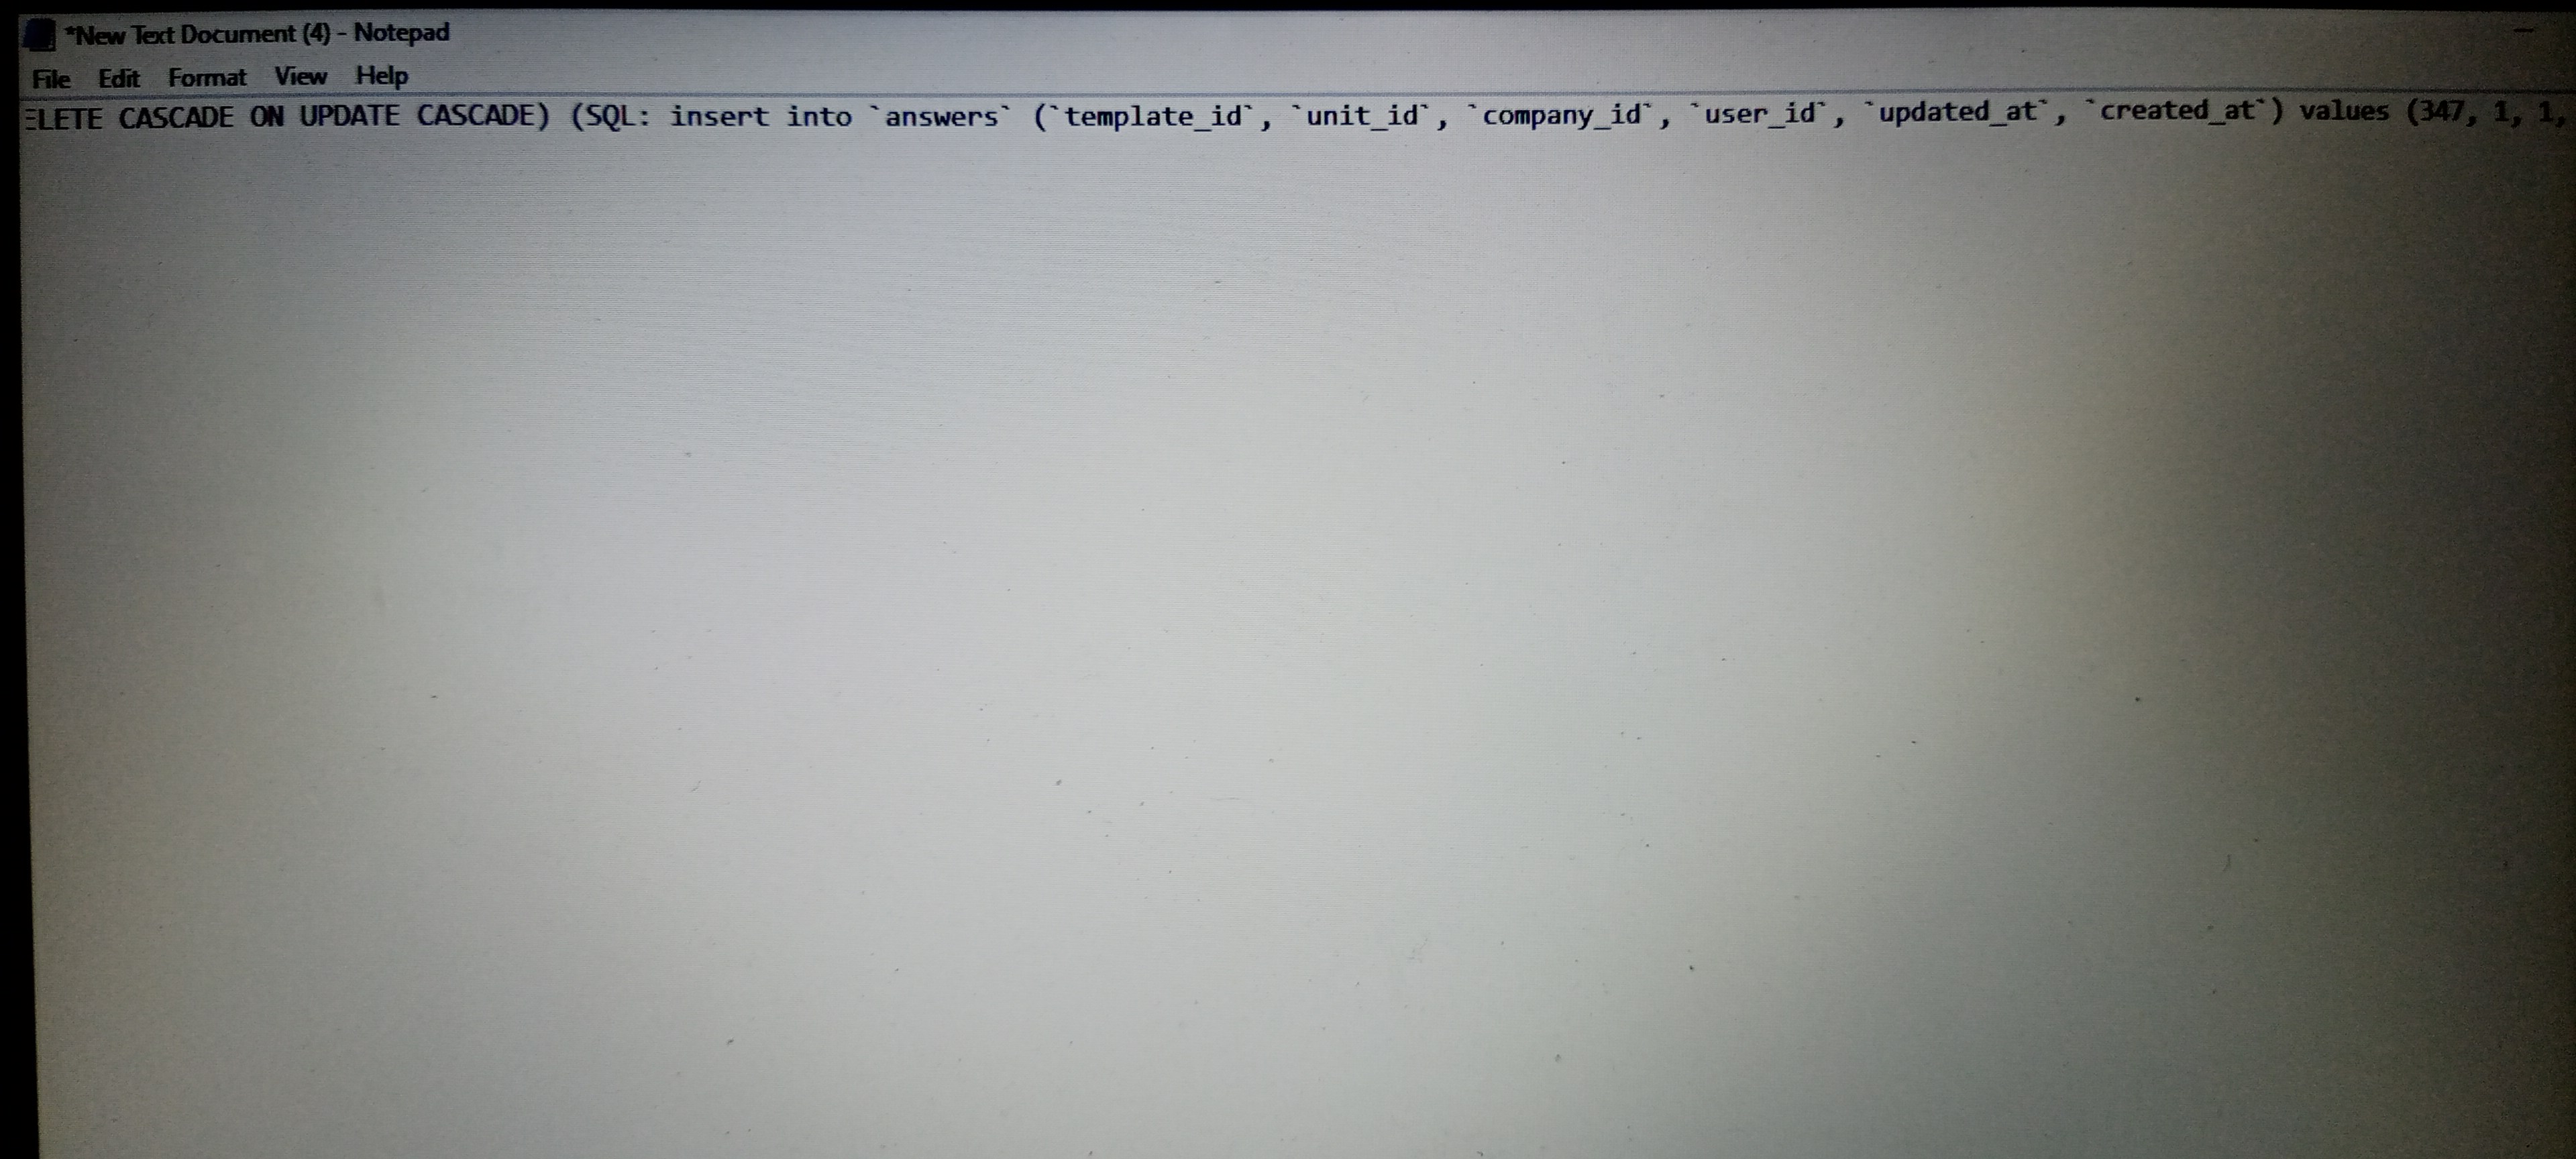 *New Text Document (4) - Notepad
File Edit Format View Help
ELETE CASCADE ON UPDATE CASCADE) (SQL: insert into `answers` (`template_id`, `unit_id`, `company_id`, `user_id`, `updated_at`, `created_at`) values (347, 1, 1,